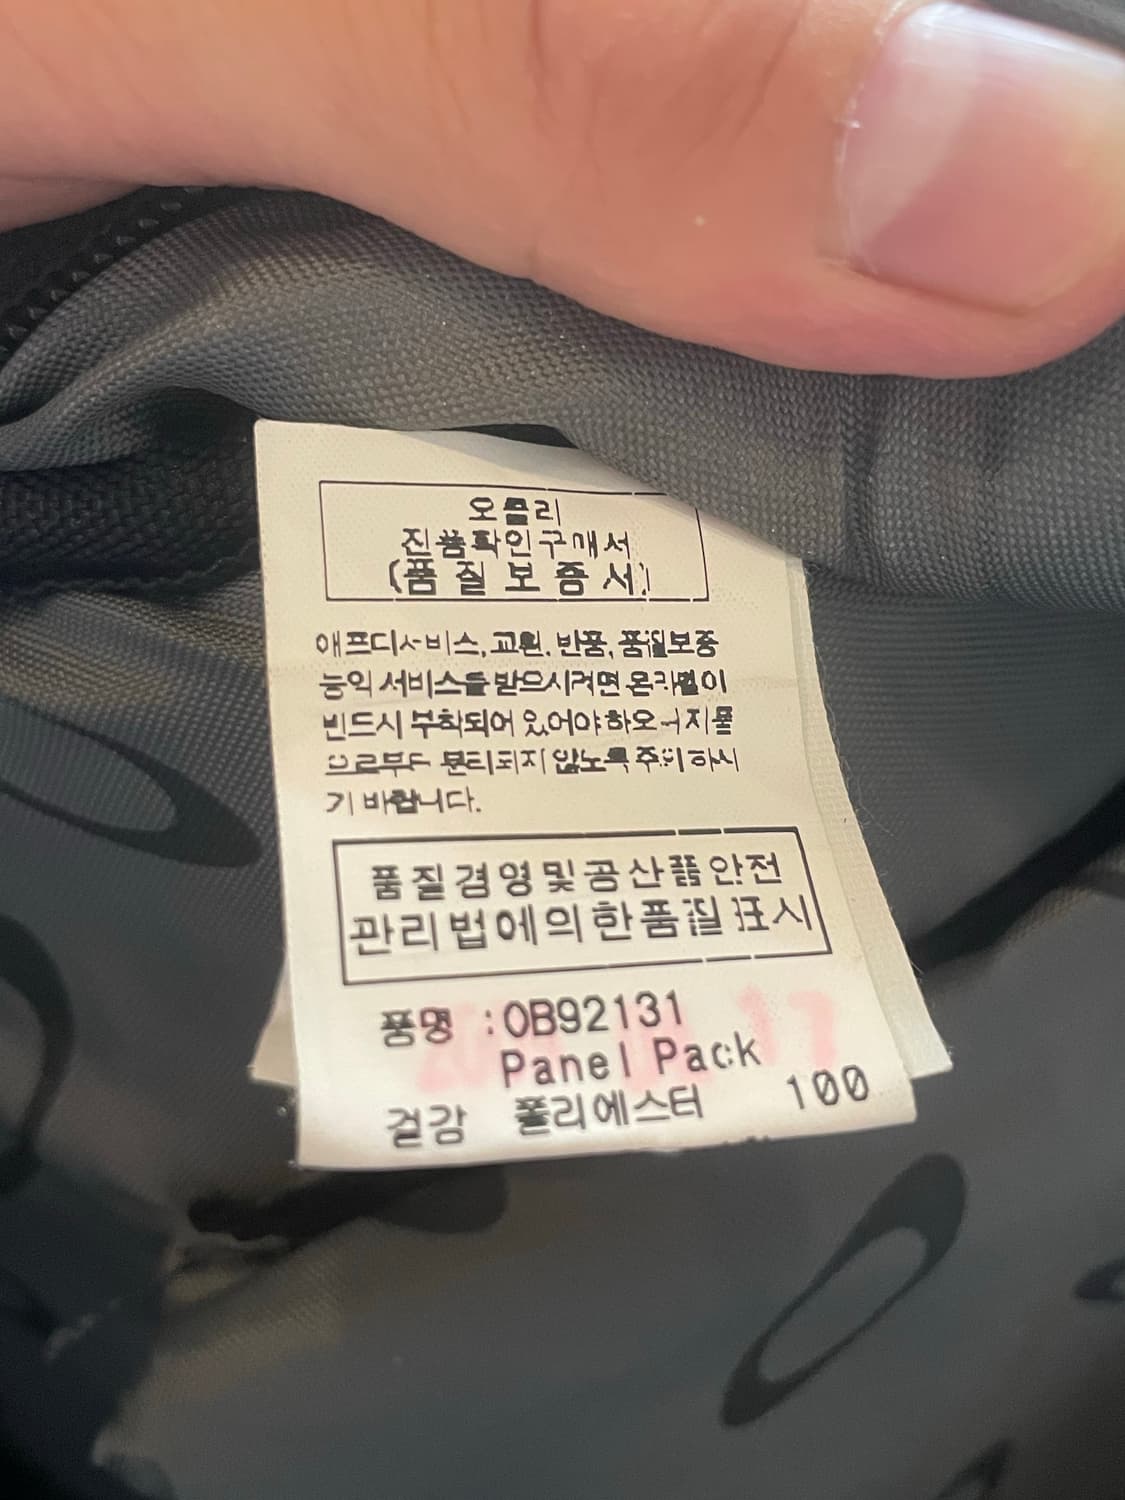 오클리
진품확인구매서
(품질보증서)
애프터서비스, 교환, 반품, 품질보증
등의 서비스를 받으시려면 본라벨이
반드시 부착되어 있어야하오니 지물
으로부터 분리되지 않도록 주의하시
기 바랍니다.
품질경영및공산품안전
관리법에의한품질표시
품명 :OB92131
Panel Pack
겉감 폴리에스터 100